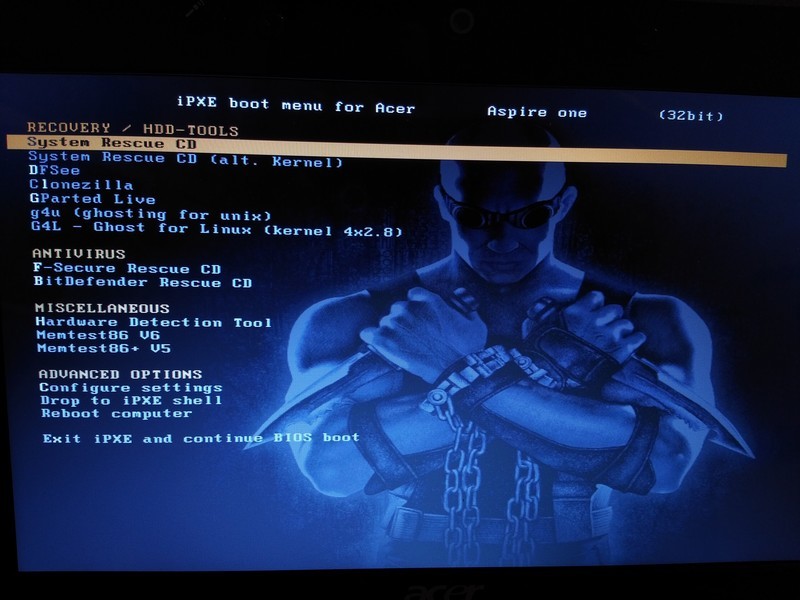 iPXE boot menu for Acer Aspire one (32bit)
RECOVERY / HDD-TOOLS
System Rescue CD
System Rescue CD (alt. Kernel)
DFSee
Clonezilla
GParted Live
g4u (ghosting for unix)
G4L - Ghost for Linux (kernel 4x2.8)
ANTIVIRUS
F-Secure Rescue CD
BitDefender Rescue CD
MISCELLANEOUS
Hardware Detection Tool
Memtest86 V6
Memtest86+ V5
ADVANCED OPTIONS
Configure settings
Drop to iPXE shell
Reboot computer
Exit iPXE and continue BIOS boot
acer